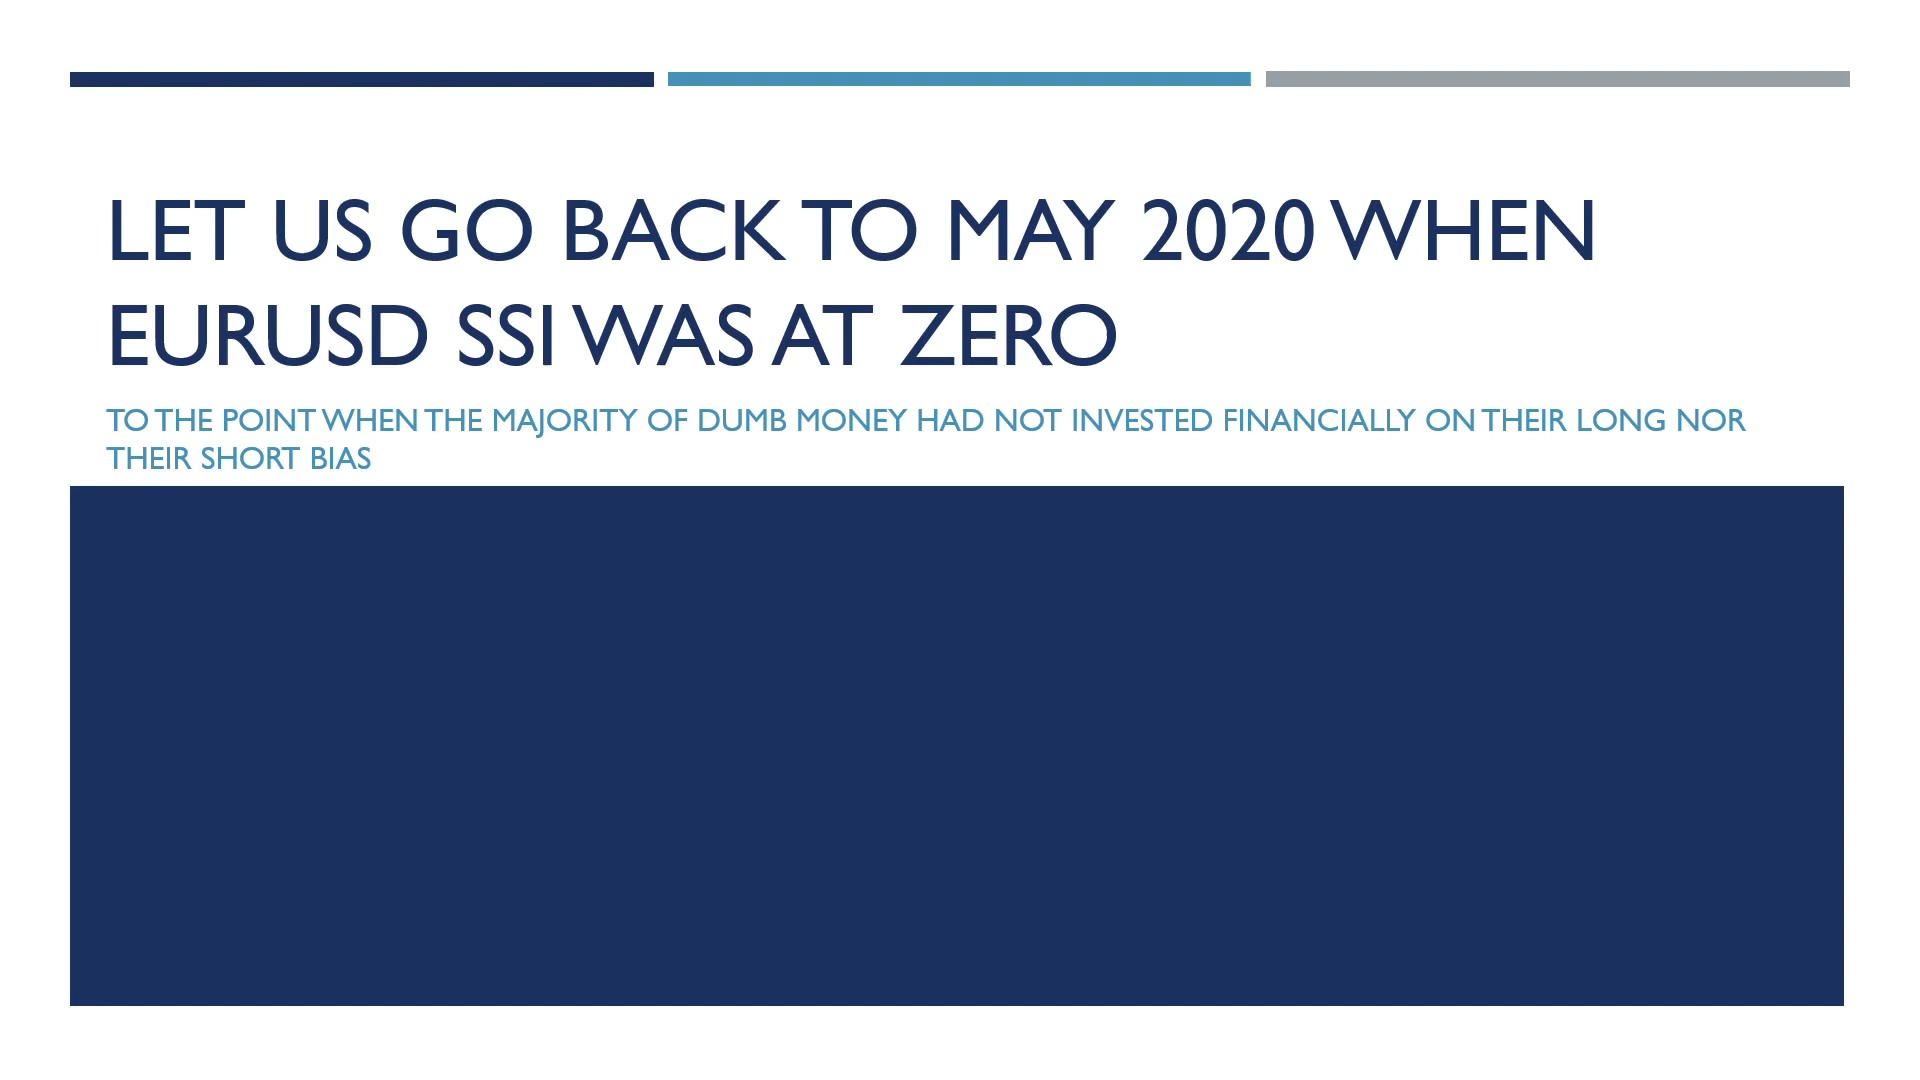 LET US GO BACK TO MAY 2020 WHEN
EURUSD SSI WAS AT ZERO
TO THE POINT WHEN THE MAJORITY OF DUMB MONEY HAD NOT INVESTED FINANCIALLY ON THEIR LONG NOR
THEIR SHORT BIAS